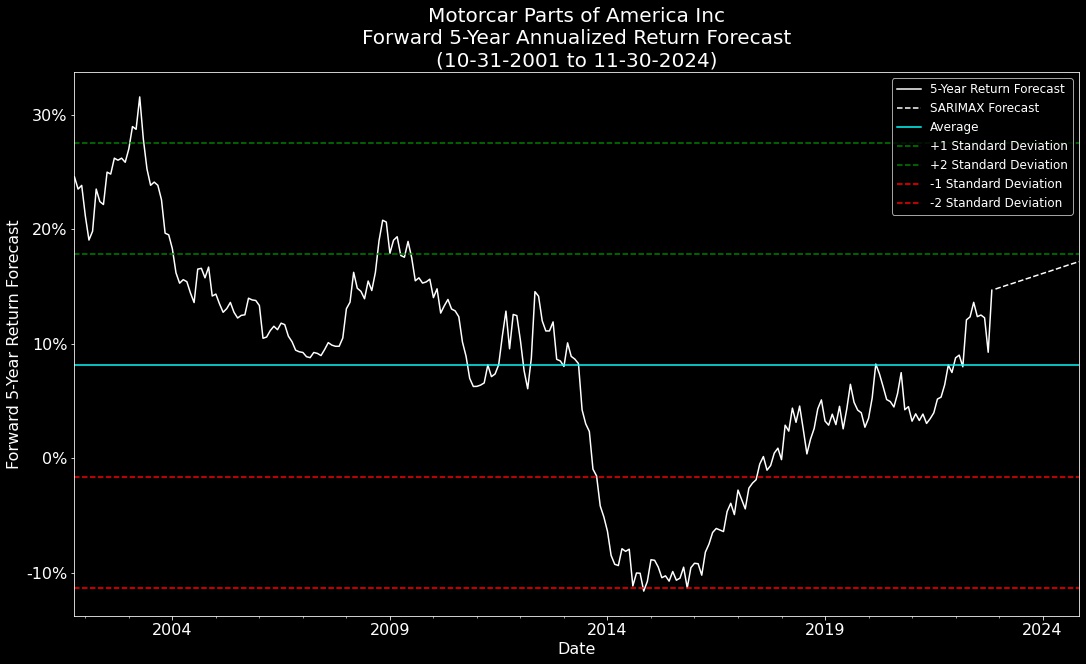 Motorcar Parts of America Inc
Forward 5-Year Annualized Return Forecast
(10-31-2001 to 11-30-2024)
5-Year Return Forecast
SARIMAX Forecast
Average
+1 Standard Deviation
+2 Standard Deviation
-1 Standard Deviation
-2 Standard Deviation
Forward 5-Year Return Forecast
30%
20%
10%
0%
-10%
2004
2009
2014
2019
2024
Date